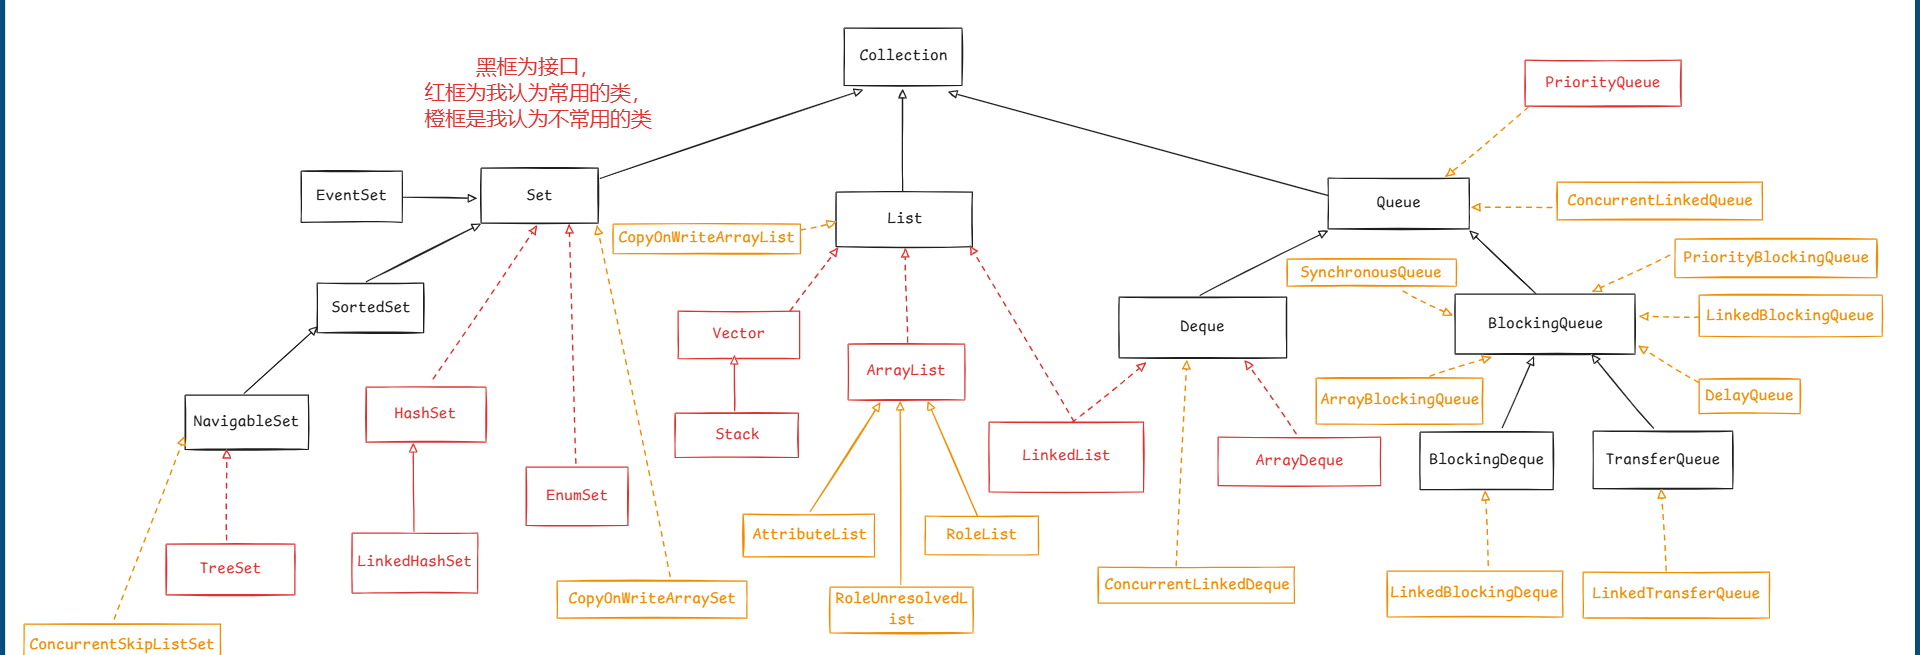 Collection
黑框为接口，
红框为我认为常用的类，
橙框是我认为不常用的类
PriorityQueue
EventSet
Set
List
Queue
ConcurrentLinkedQueue
CopyOnWriteArrayList
SynchronousQueue
PriorityBlockingQueue
SortedSet
Vector
Deque
BlockingQueue
LinkedBlockingQueue
ArrayList
NavigableSet
HashSet
Stack
LinkedList
ArrayDeque
ArrayBlockingQueue
DelayQueue
BlockingDeque
TransferQueue
EnumSet
AttributeList
RoleList
TreeSet
LinkedHashSet
CopyOnWriteArraySet
RoleUnresolvedL
ist
ConcurrentLinkedDeque
LinkedBlockingDeque
LinkedTransferQueue
ConcurrentSkipListSet